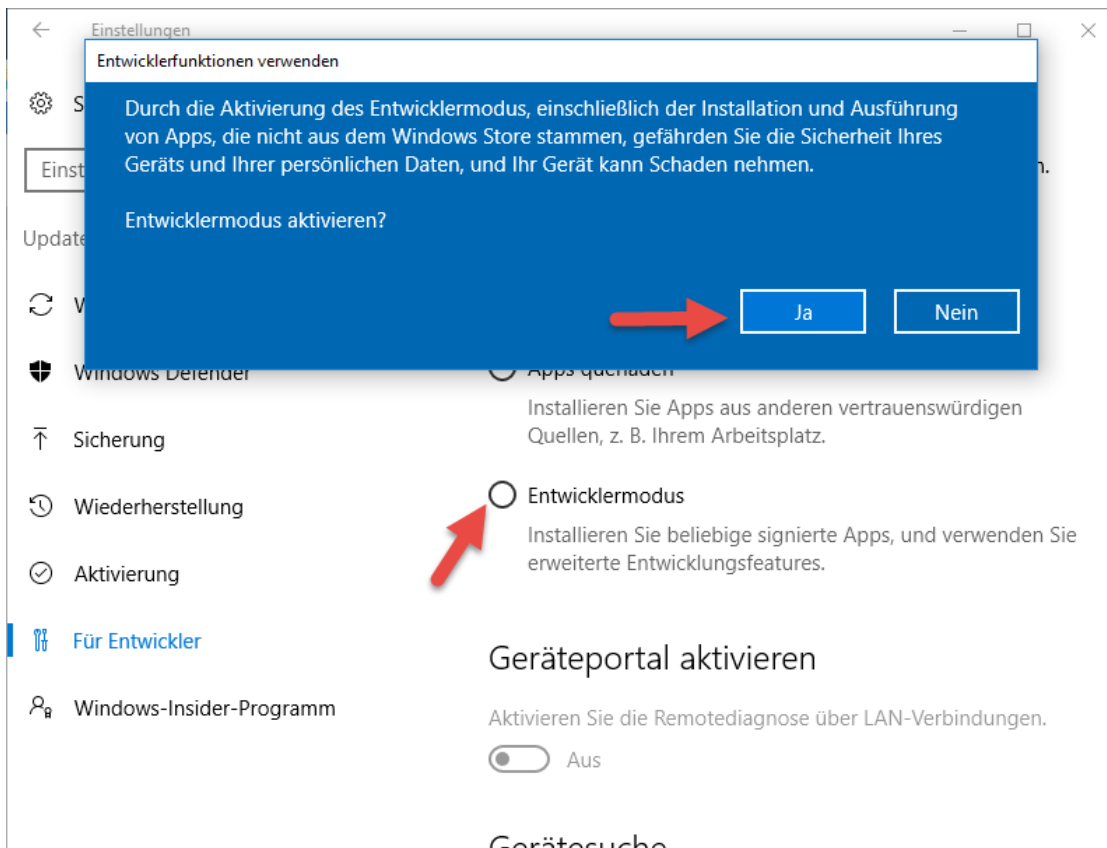 Einstellungen
Entwicklerfunktionen verwenden
Durch die Aktivierung des Entwicklermodus, einschließlich der Installation und Ausführung
von Apps, die nicht aus dem Windows Store stammen, gefährden Sie die Sicherheit Ihres
Geräts und Ihrer persönlichen Daten, und Ihr Gerät kann Schaden nehmen.
Entwicklermodus aktivieren?
Ja
Nein
Windows Defender
Sicherung
Wiederherstellung
Aktivierung
Für Entwickler
Windows-Insider-Programm
Apps querladen
Installieren Sie Apps aus anderen vertrauenswürdigen
Quellen, z. B. Ihrem Arbeitsplatz.
Entwicklermodus
Installieren Sie beliebige signierte Apps, und verwenden Sie
erweiterte Entwicklungsfeatures.
Geräteportal aktivieren
Aktivieren Sie die Remotediagnose über LAN-Verbindungen.
Aus
Gerätesuche